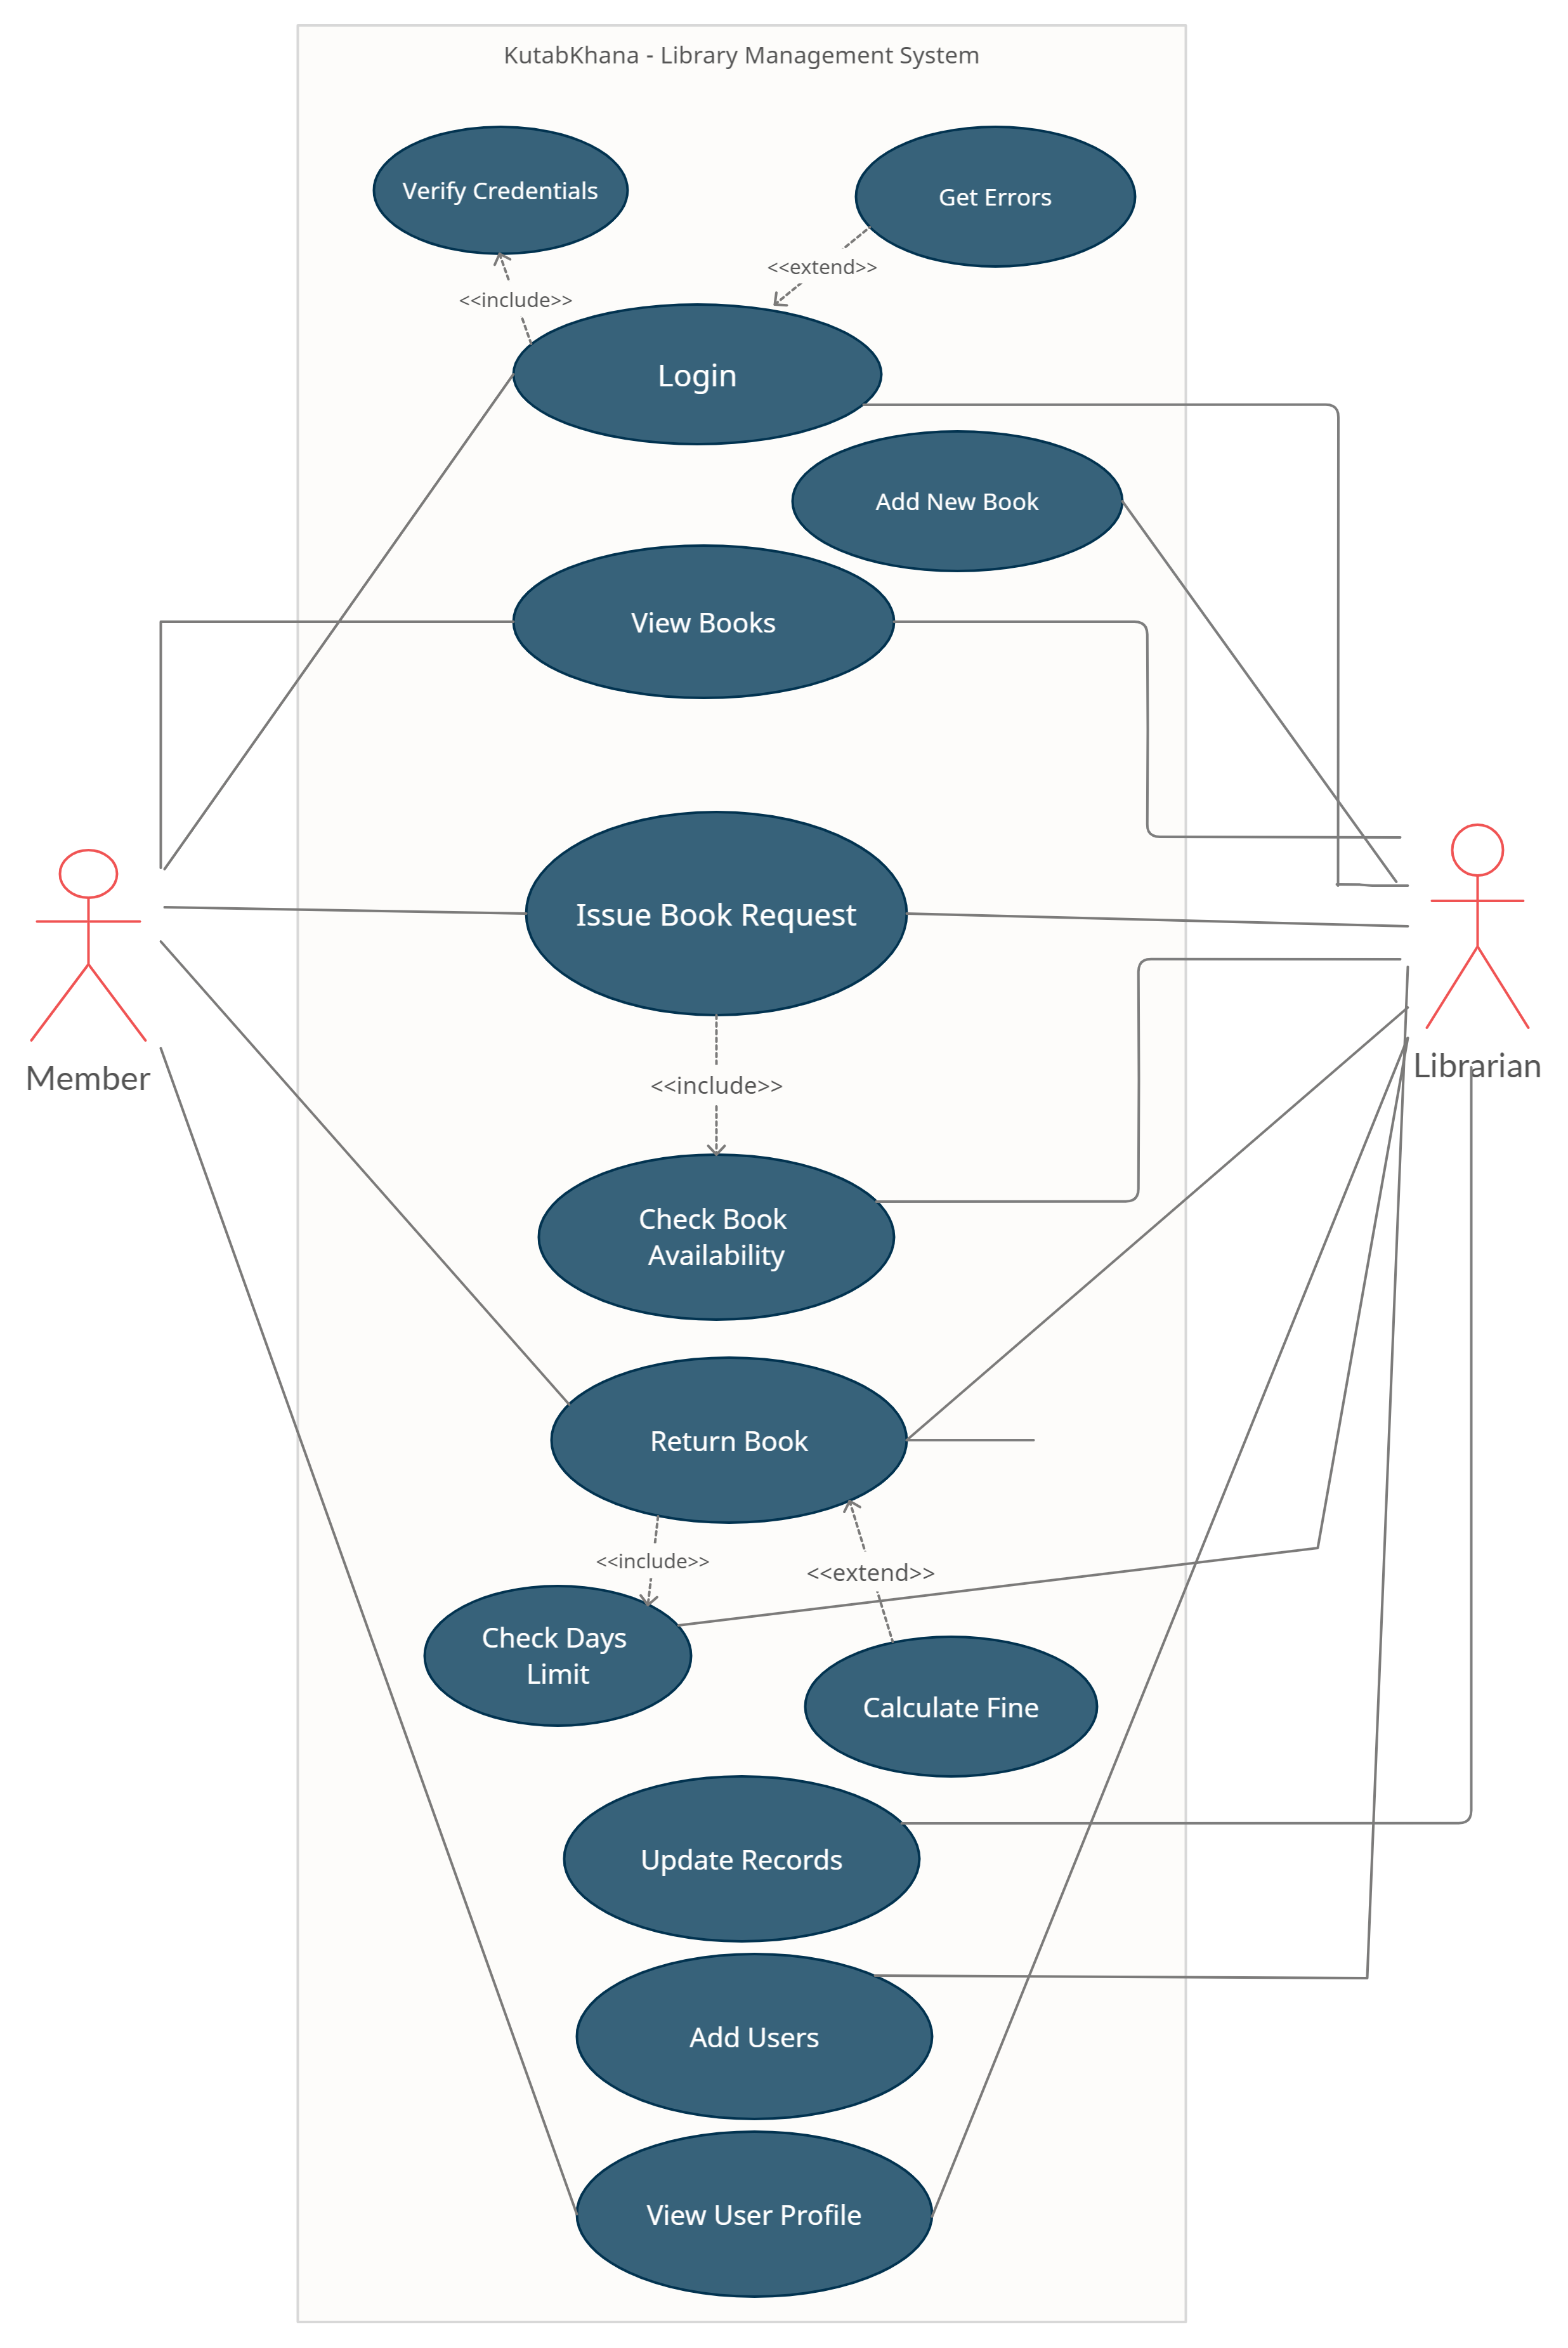 KutabKhana - Library Management System
Verify Credentials
Get Errors
<<extend>>
<<include>>
Login
Add New Book
View Books
Issue Book Request
Member
Librarian
<<include>>
Check Book
Availability
Return Book
<<include>>
<<extend>>
Check Days
Limit
Calculate Fine
Update Records
Add Users
View User Profile